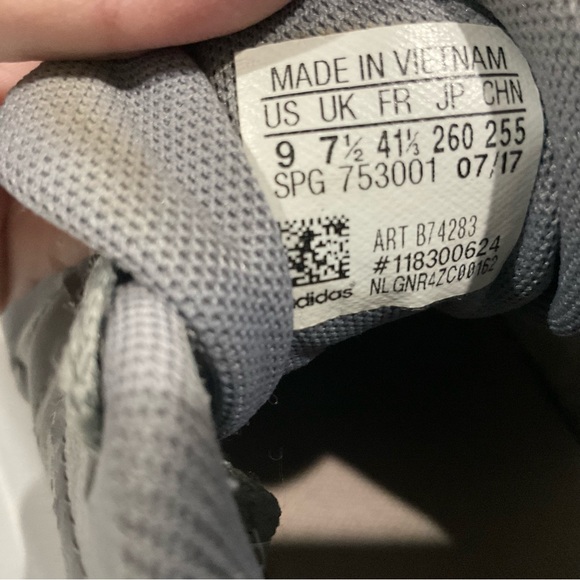 MADE IN VIETNAM
US UK FR JP CHN
9 7½ 41⅓ 260 255
SPG 753001 07/17
ART B74283
#118300624
NLGNR4ZC00162
adidas